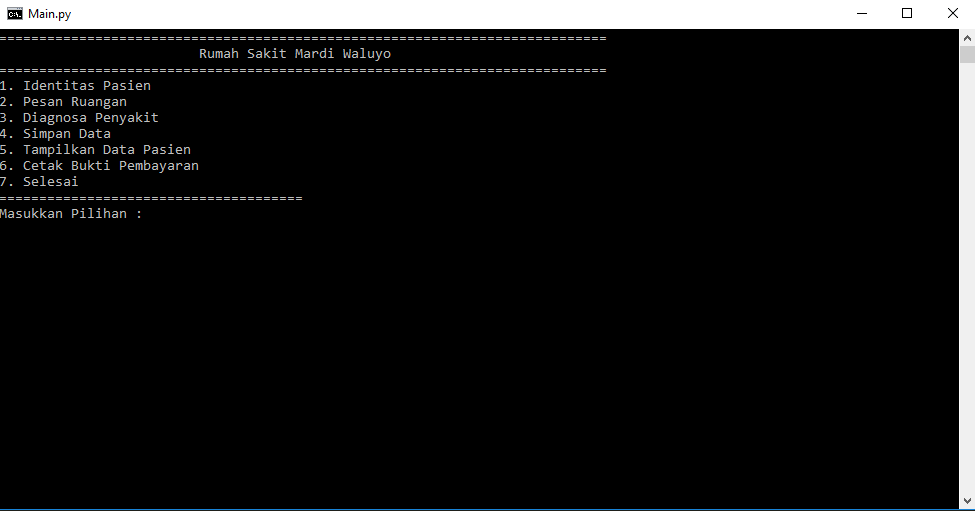 Main.py
============================================================================
Rumah Sakit Mardi Waluyo
============================================================================
1. Identitas Pasien
2. Pesan Ruangan
3. Diagnosa Penyakit
4. Simpan Data
5. Tampilkan Data Pasien
6. Cetak Bukti Pembayaran
7. Selesai
======================================
Masukkan Pilihan :